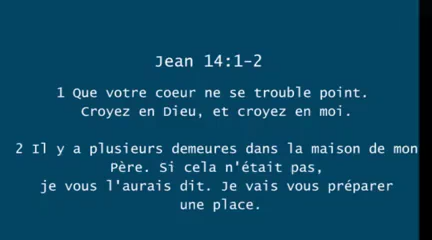 Jean 14:1-2
1 Que votre coeur ne se trouble point.
Croyez en Dieu, et croyez en moi.
2 Il y a plusieurs demeures dans la maison de mon
Père. Si cela n'était pas,
je vous l'aurais dit. Je vais vous préparer
une place.